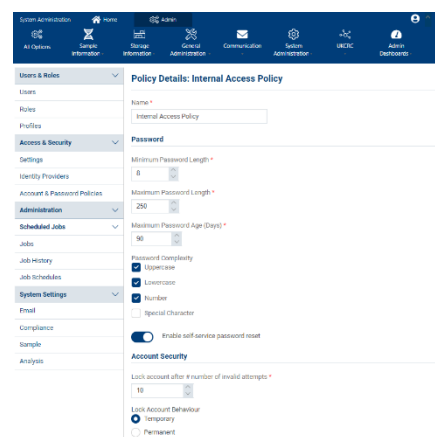 System Administration Home Admin
All Options
Sample Information
Storage Information
General Administration
Communication
System Administration
UKCRC
Admin Dashboards
Users & Roles
Users
Roles
Profiles
Access & Security
Settings
Identity Providers
Account & Password Policies
Administration
Scheduled Jobs
Jobs
Job History
Job Schedules
System Settings
Email
Compliance
Sample
Analysis
Policy Details: Internal Access Policy
Name *
Internal Access Policy
Password
Minimum Password Length *
8
Maximum Password Length *
250
Maximum Password Age (Days) *
90
Password Complexity
Uppercase
Lowercase
Number
Special Character
Enable self-service password reset
Account Security
Lock account after # number of invalid attempts *
10
Lock Account Behaviour
Temporary
Permanent